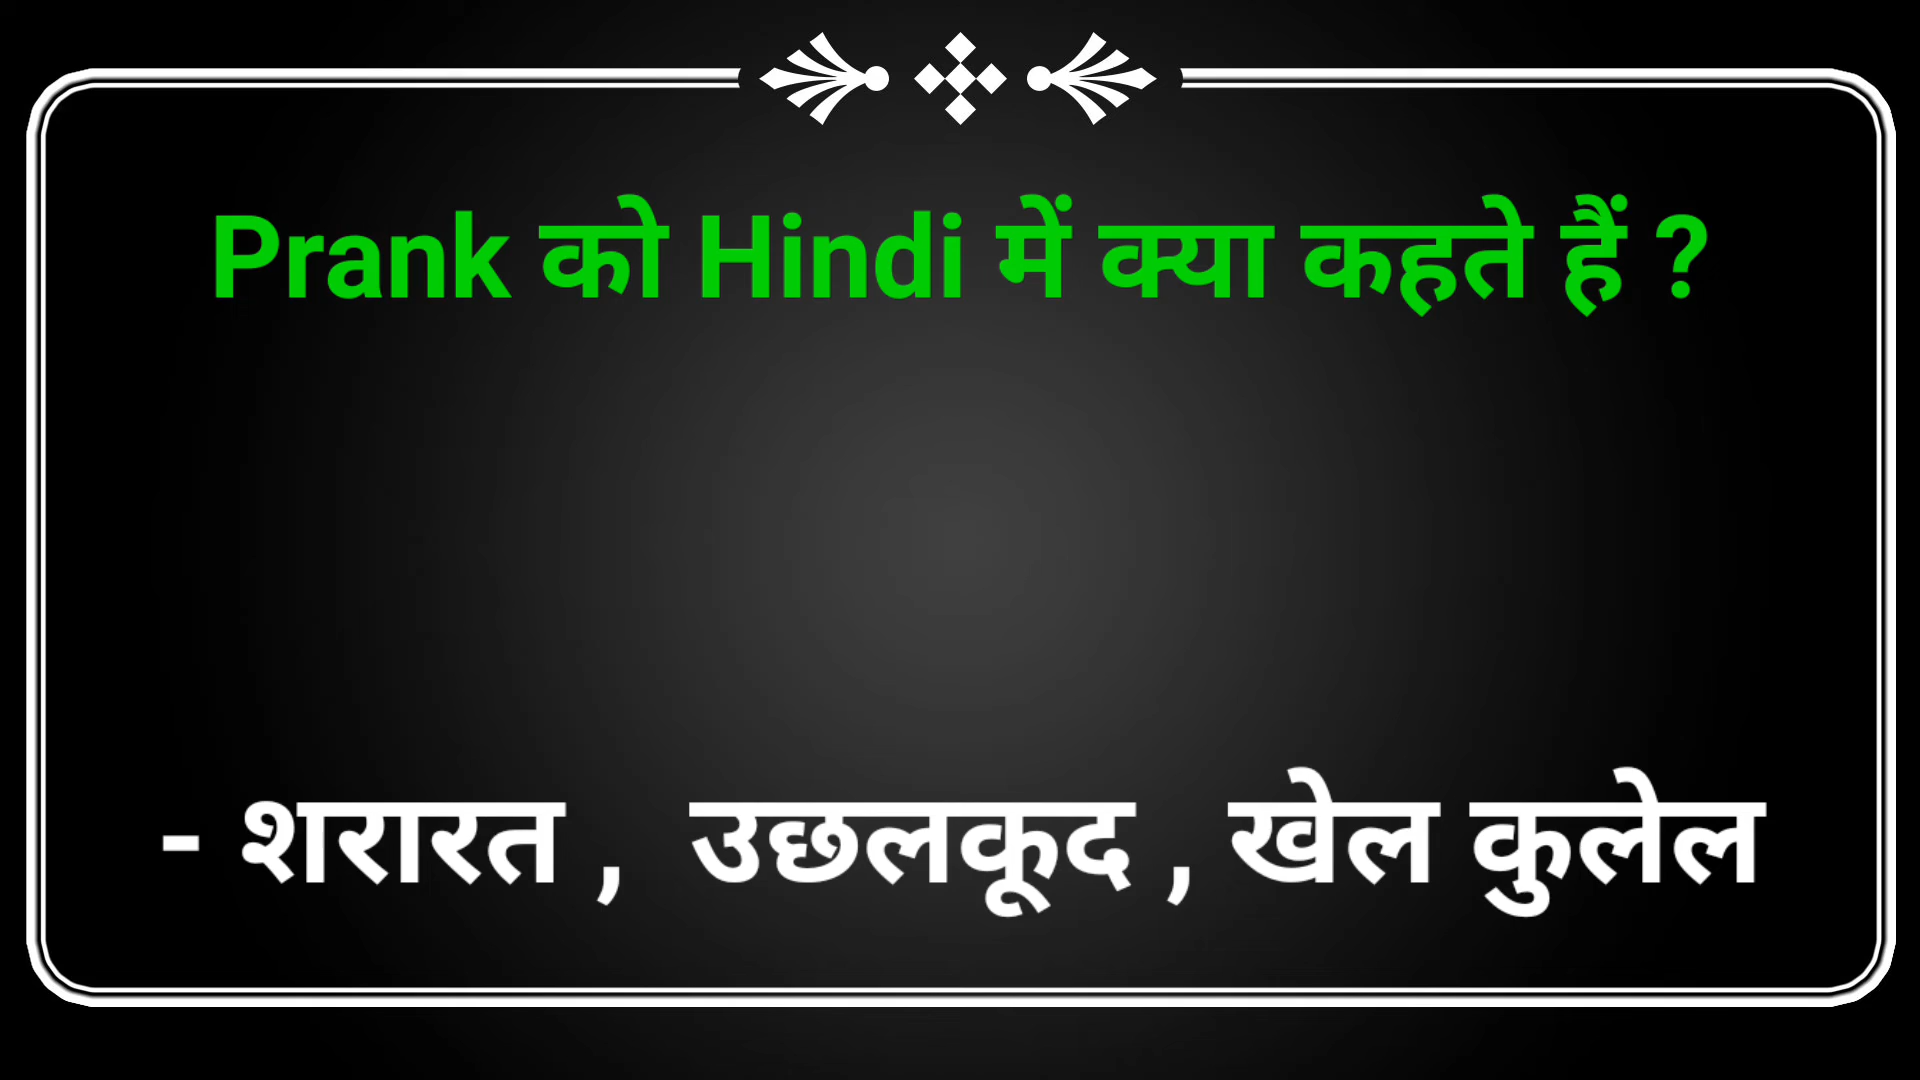 Prank को Hindi में क्या कहते हैं ?
- शरारत , उछलकूद , खेल कुलेल